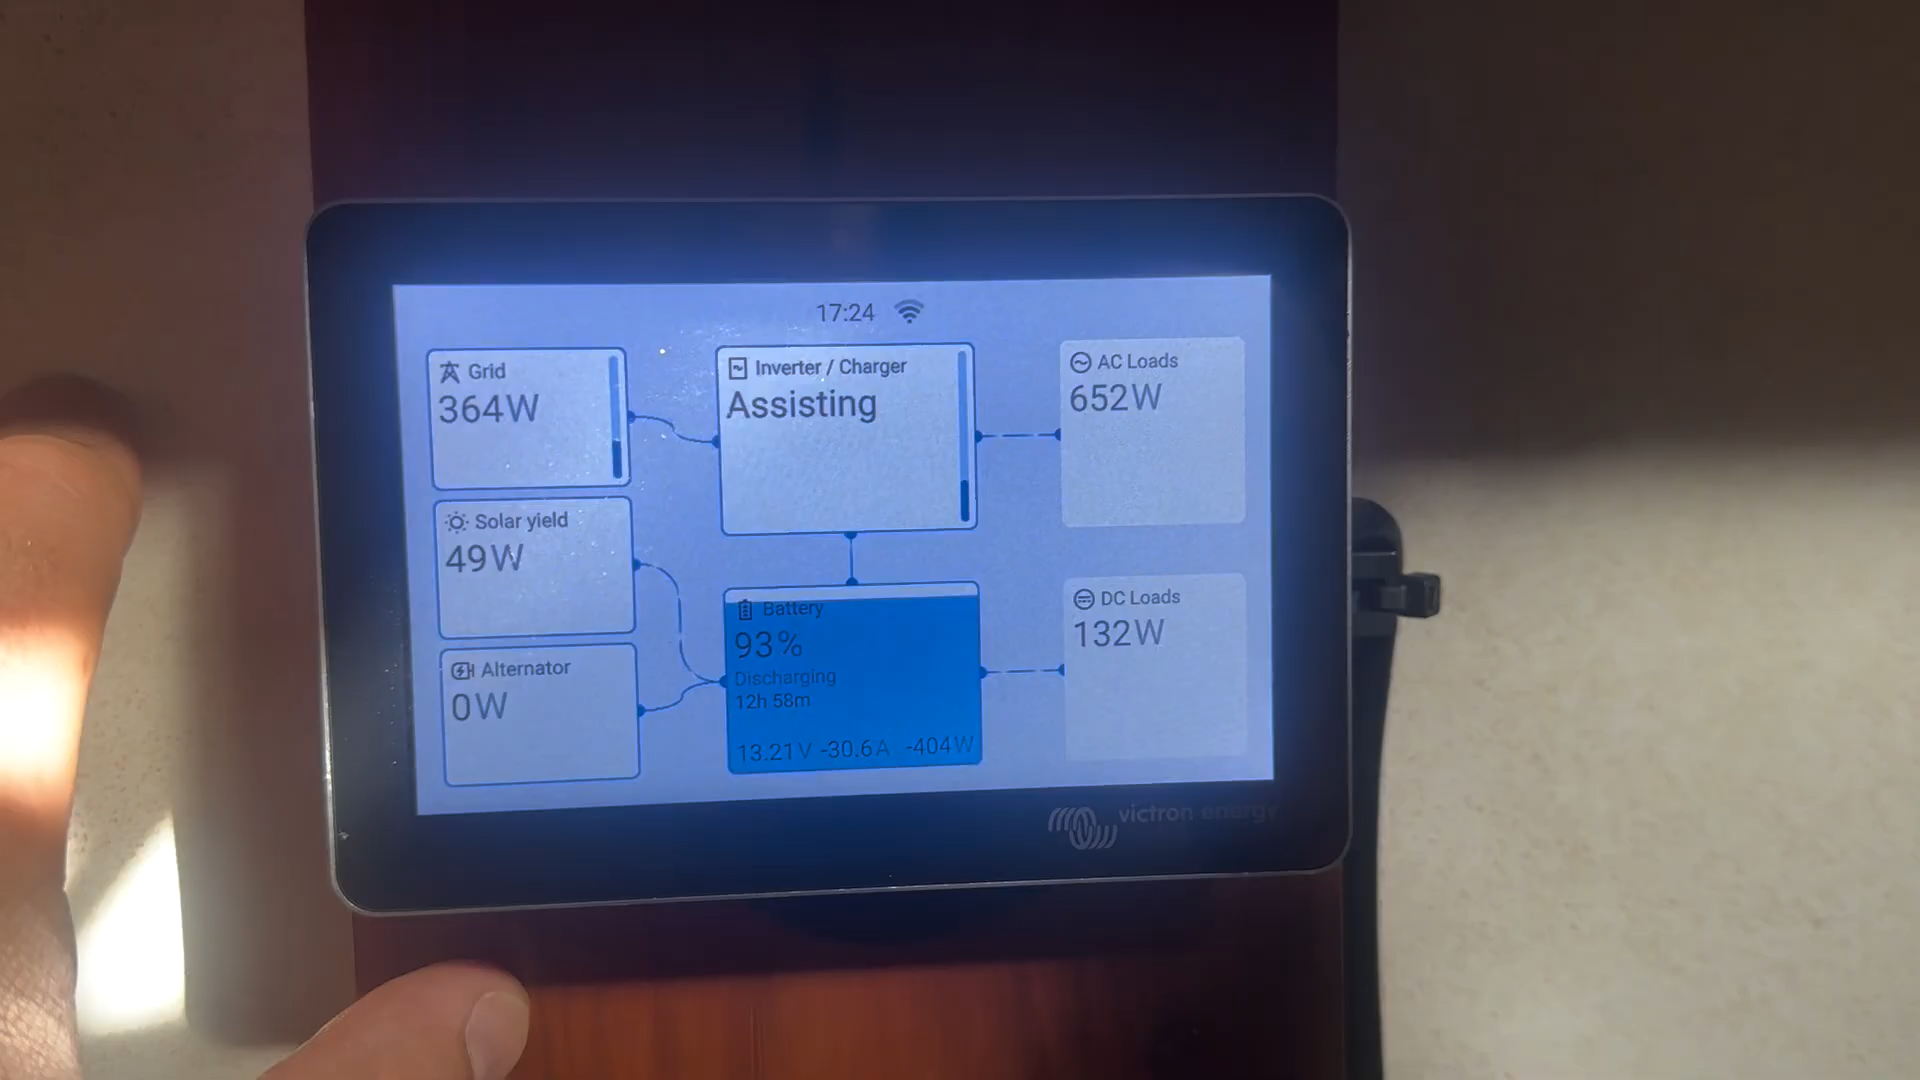 17:24
Grid
364W
Solar yield
49W
Alternator
0W
Inverter / Charger
Assisting
Battery
93%
Discharging
12h 58m
13.21V -30.6A -404W
AC Loads
652W
DC Loads
132W
victron energy